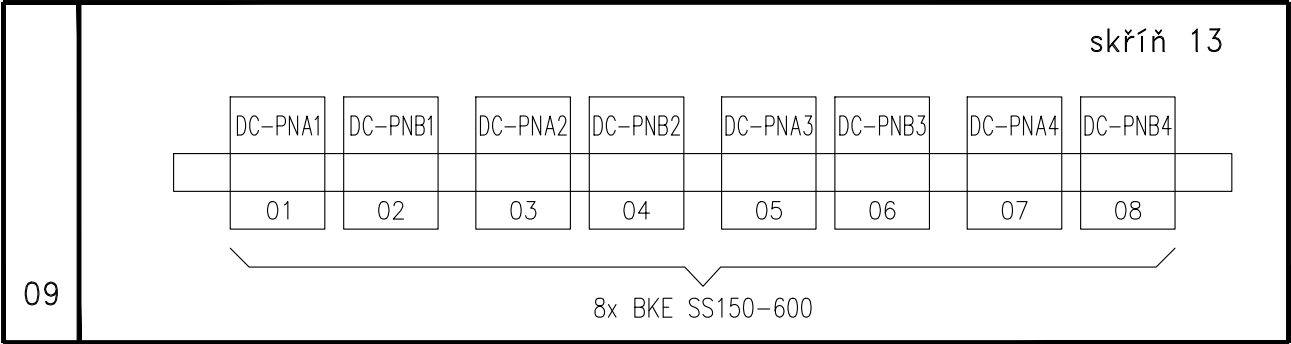 skříň 13
DC-PNA1 DC-PNB1 DC-PNA2 DC-PNB2 DC-PNA3 DC-PNB3 DC-PNA4 DC-PNB4
01 02 03 04 05 06 07 08
09
8x BKE SS150-600